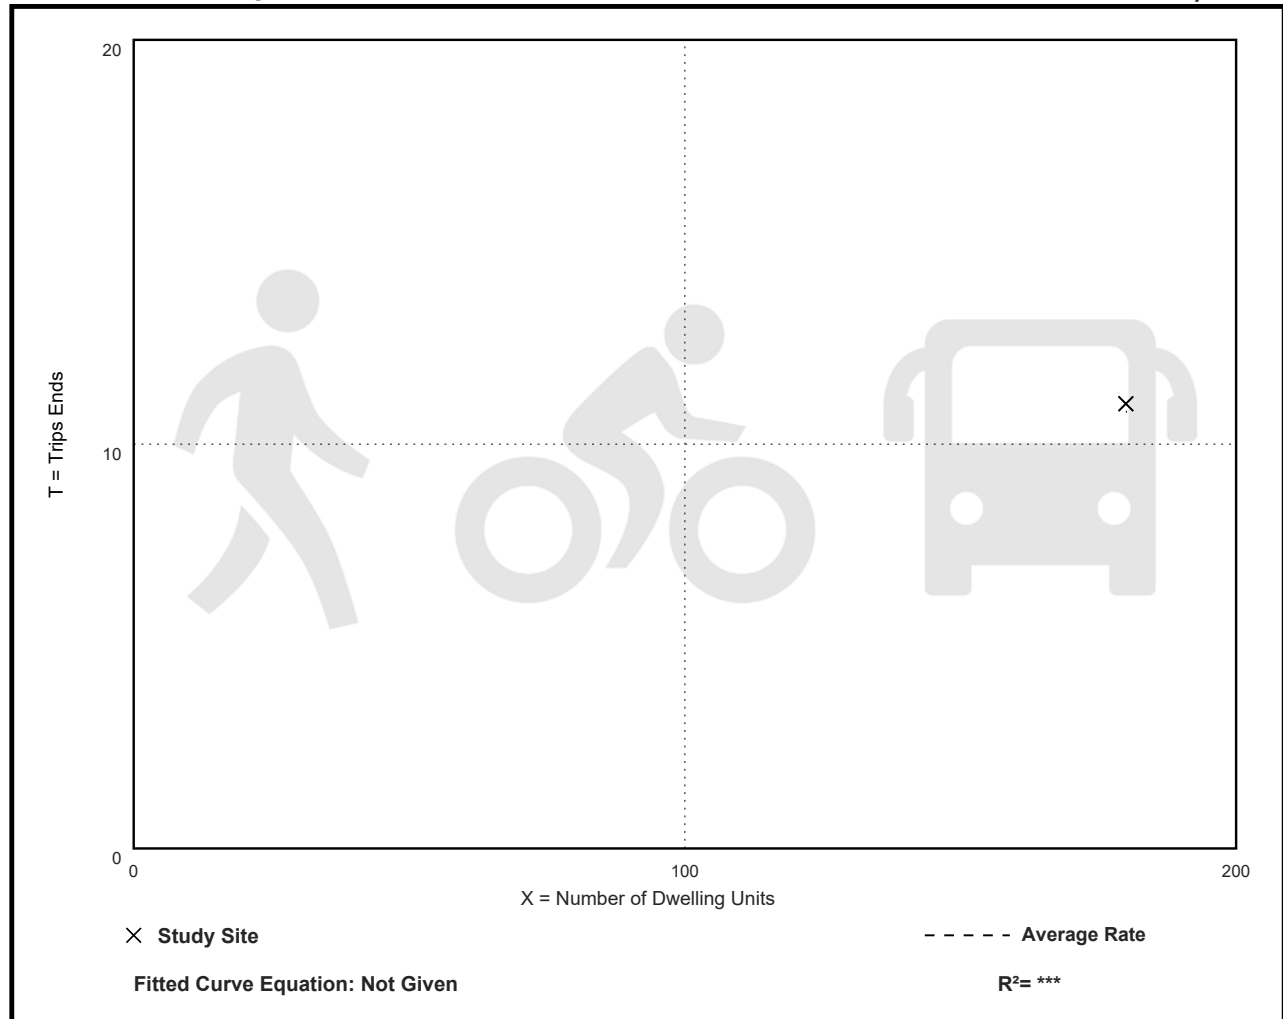 20
10
0
T = Trips Ends
0 100 200
X = Number of Dwelling Units
Study Site
Average Rate
Fitted Curve Equation: Not Given
R²= ***